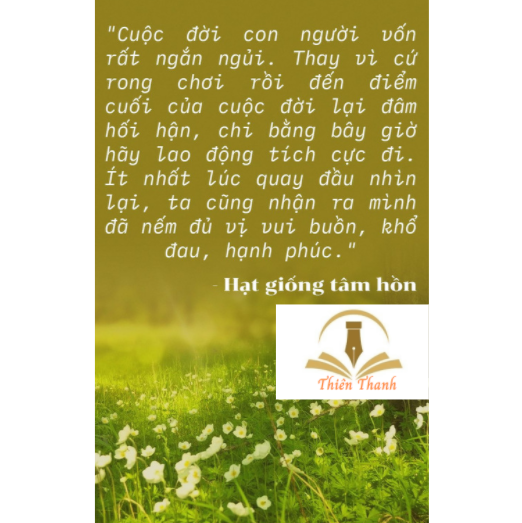 "Cuộc đời con người vốn
rất ngắn ngủi. Thay vì cứ
rong chơi rồi đến điểm
cuối của cuộc đời lại đâm
hối hận, chi bằng bây giờ
hãy lao động tích cực đi.
Ít nhất lúc quay đầu nhìn
lại, ta cũng nhận ra mình
đã nếm đủ vị vui buồn, khổ
đau, hạnh phúc."
- Hạt giống tâm hồn
Thiên Thanh